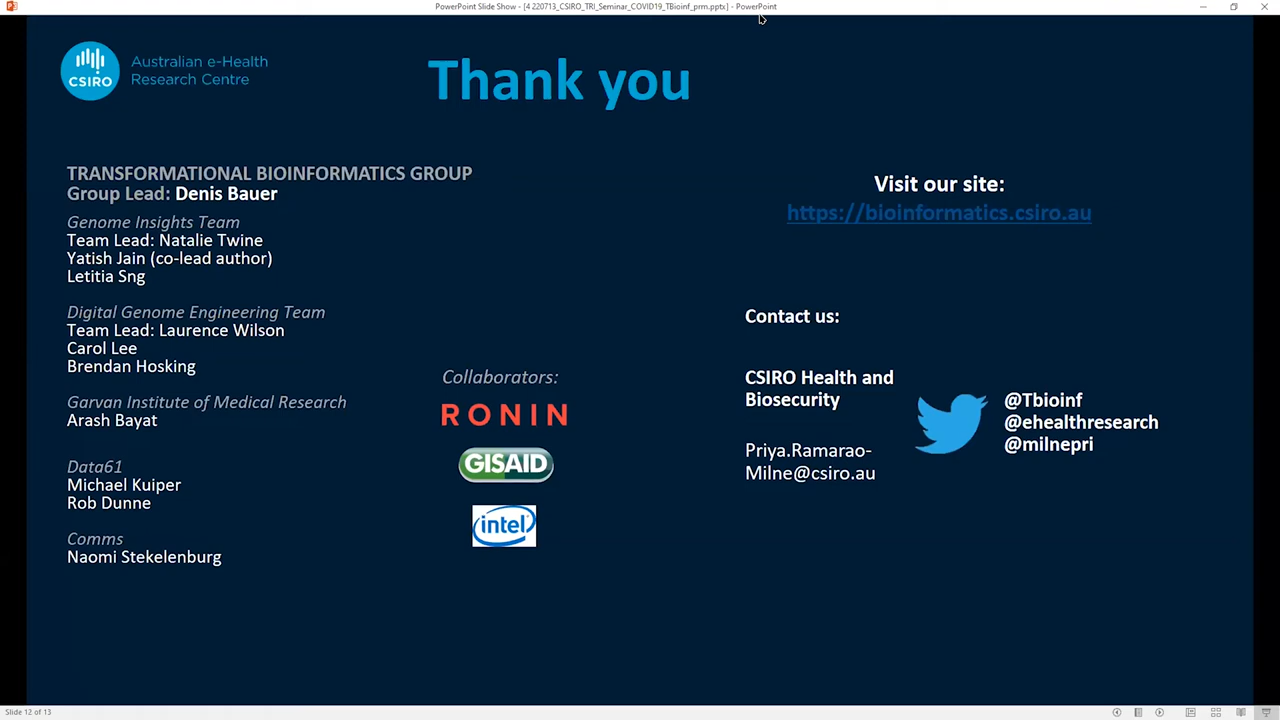 PowerPoint Slide Show - [4 220713_CSIRO_TRI_Seminar_COVID19_TBioinf_prm.pptx] - PowerPoint
CSIRO
Australian e-Health
Research Centre
Thank you
TRANSFORMATIONAL BIOINFORMATICS GROUP
Group Lead: Denis Bauer
Genome Insights Team
Team Lead: Natalie Twine
Yatish Jain (co-lead author)
Letitia Sng
Digital Genome Engineering Team
Team Lead: Laurence Wilson
Carol Lee
Brendan Hosking
Garvan Institute of Medical Research
Arash Bayat
Data61
Michael Kuiper
Rob Dunne
Comms
Naomi Stekelenburg
Collaborators:
RONIN
GISAID
intel
Visit our site:
https://bioinformatics.csiro.au
Contact us:
CSIRO Health and
Biosecurity
Priya.Ramarao-
Milne@csiro.au
@Tbioinf
@ehealthresearch
@milnepri
Slide 12 of 13